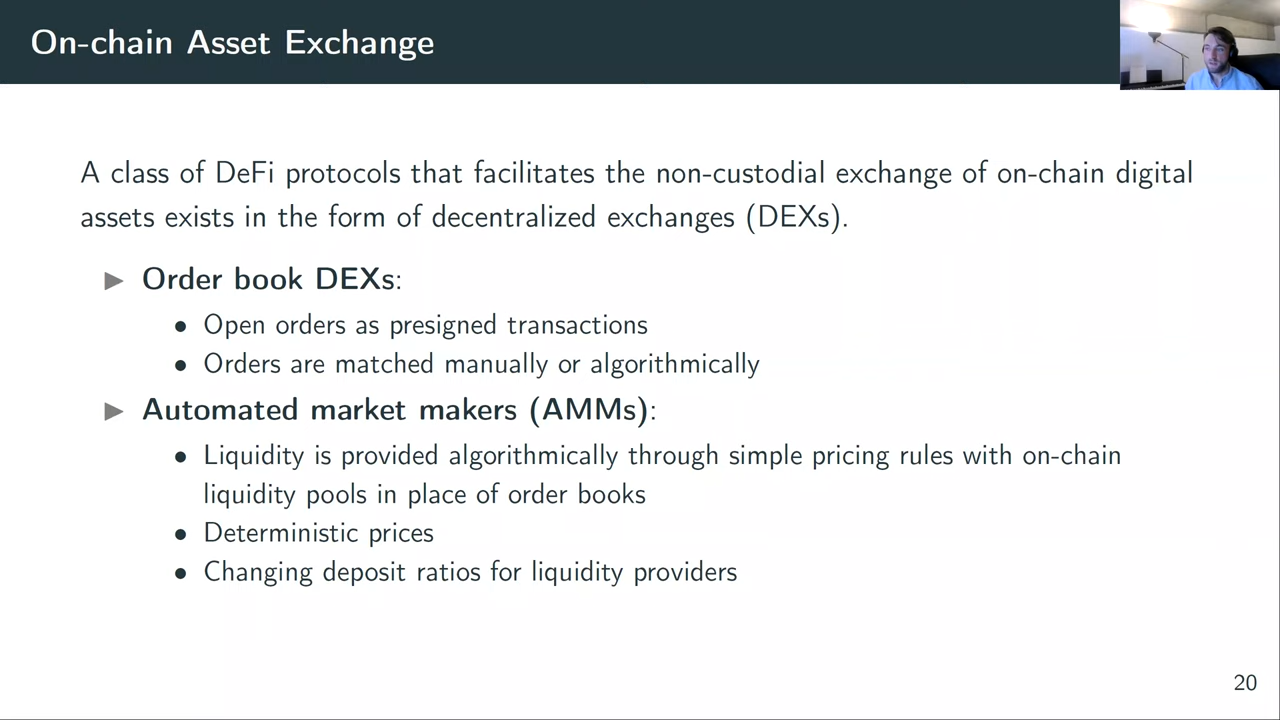 On-chain Asset Exchange
A class of DeFi protocols that facilitates the non-custodial exchange of on-chain digital
assets exists in the form of decentralized exchanges (DEXs).
▶ Order book DEXs:
• Open orders as presigned transactions
• Orders are matched manually or algorithmically
▶ Automated market makers (AMMs):
• Liquidity is provided algorithmically through simple pricing rules with on-chain
liquidity pools in place of order books
• Deterministic prices
• Changing deposit ratios for liquidity providers
20